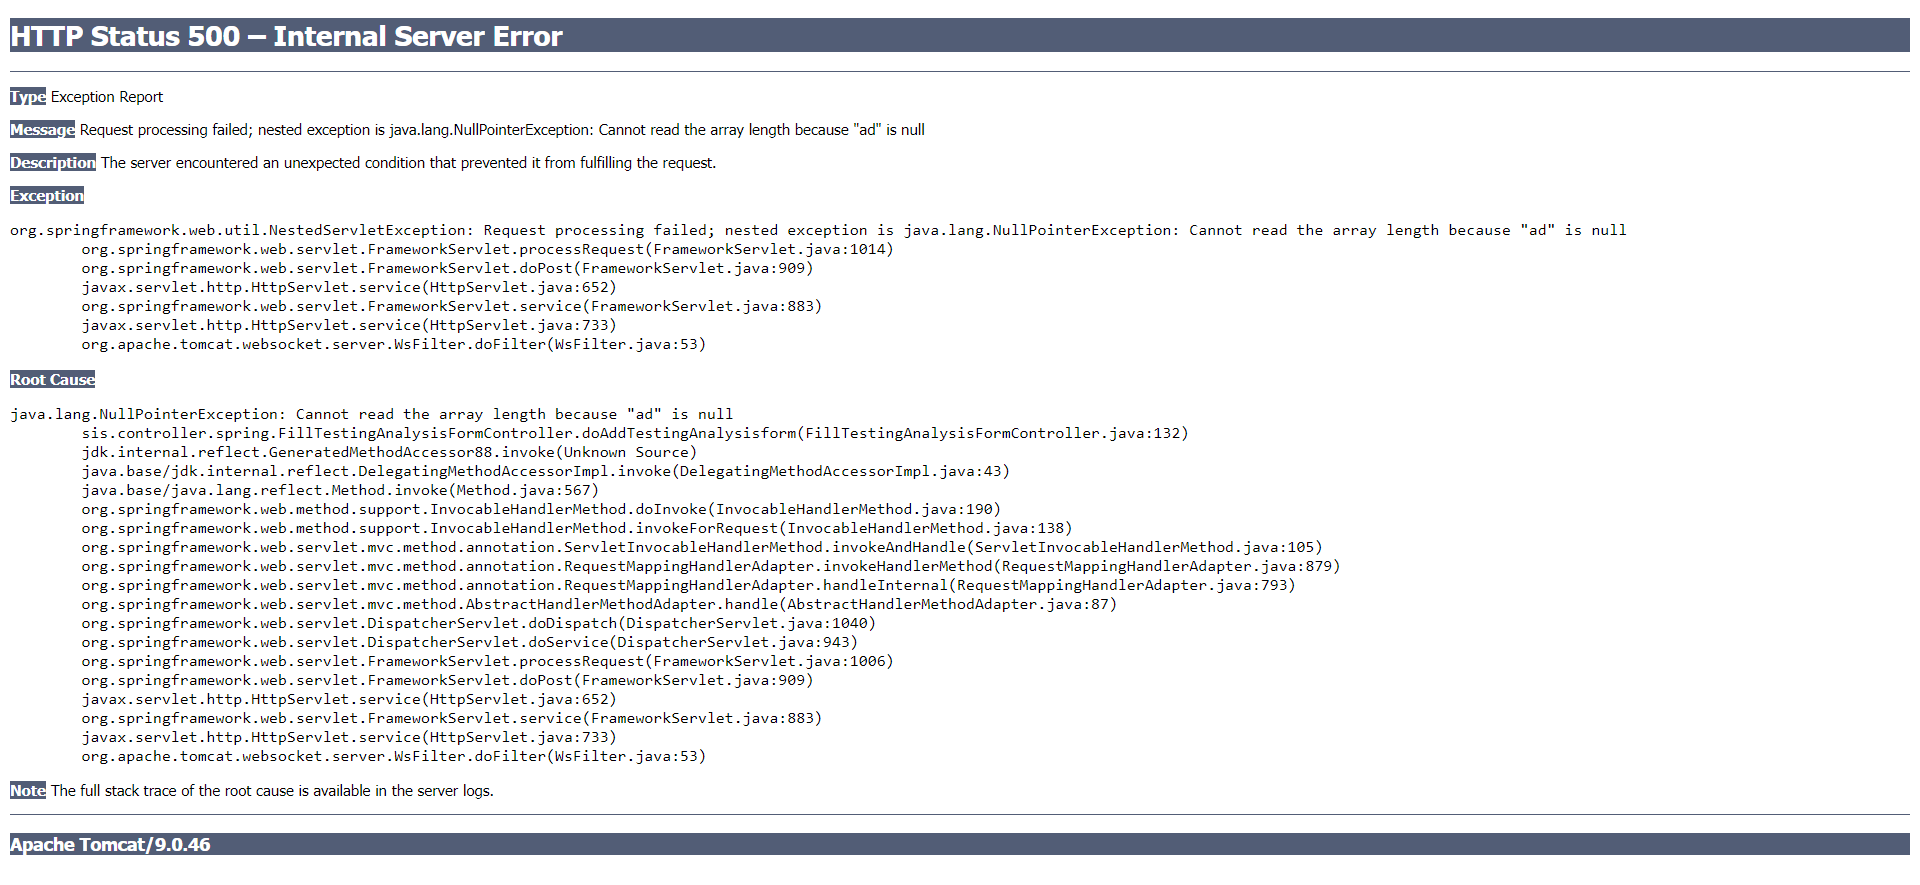 HTTP Status 500 – Internal Server Error
Type Exception Report
Message Request processing failed; nested exception is java.lang.NullPointerException: Cannot read the array length because "ad" is null
Description The server encountered an unexpected condition that prevented it from fulfilling the request.
Exception
org.springframework.web.util.NestedServletException: Request processing failed; nested exception is java.lang.NullPointerException: Cannot read the array length because "ad" is null
org.springframework.web.servlet.FrameworkServlet.processRequest(FrameworkServlet.java:1014)
org.springframework.web.servlet.FrameworkServlet.doPost(FrameworkServlet.java:909)
javax.servlet.http.HttpServlet.service(HttpServlet.java:652)
org.springframework.web.servlet.FrameworkServlet.service(FrameworkServlet.java:883)
javax.servlet.http.HttpServlet.service(HttpServlet.java:733)
org.apache.tomcat.websocket.server.WsFilter.doFilter(WsFilter.java:53)
Root Cause
java.lang.NullPointerException: Cannot read the array length because "ad" is null
sis.controller.spring.FillTestingAnalysisFormController.doAddTestingAnalysisform(FillTestingAnalysisFormController.java:132)
jdk.internal.reflect.GeneratedMethodAccessor88.invoke(Unknown Source)
java.base/jdk.internal.reflect.DelegatingMethodAccessorImpl.invoke(DelegatingMethodAccessorImpl.java:43)
java.base/java.lang.reflect.Method.invoke(Method.java:567)
org.springframework.web.method.support.InvocableHandlerMethod.doInvoke(InvocableHandlerMethod.java:190)
org.springframework.web.method.support.InvocableHandlerMethod.invokeForRequest(InvocableHandlerMethod.java:138)
org.springframework.web.servlet.mvc.method.annotation.ServletInvocableHandlerMethod.invokeAndHandle(ServletInvocableHandlerMethod.java:105)
org.springframework.web.servlet.mvc.method.annotation.RequestMappingHandlerAdapter.invokeHandlerMethod(RequestMappingHandlerAdapter.java:879)
org.springframework.web.servlet.mvc.method.annotation.RequestMappingHandlerAdapter.handleInternal(RequestMappingHandlerAdapter.java:793)
org.springframework.web.servlet.mvc.method.AbstractHandlerMethodAdapter.handle(AbstractHandlerMethodAdapter.java:87)
org.springframework.web.servlet.DispatcherServlet.doDispatch(DispatcherServlet.java:1040)
org.springframework.web.servlet.DispatcherServlet.doService(DispatcherServlet.java:943)
org.springframework.web.servlet.FrameworkServlet.processRequest(FrameworkServlet.java:1006)
org.springframework.web.servlet.FrameworkServlet.doPost(FrameworkServlet.java:909)
javax.servlet.http.HttpServlet.service(HttpServlet.java:652)
org.springframework.web.servlet.FrameworkServlet.service(FrameworkServlet.java:883)
javax.servlet.http.HttpServlet.service(HttpServlet.java:733)
org.apache.tomcat.websocket.server.WsFilter.doFilter(WsFilter.java:53)
Note The full stack trace of the root cause is available in the server logs.
Apache Tomcat/9.0.46